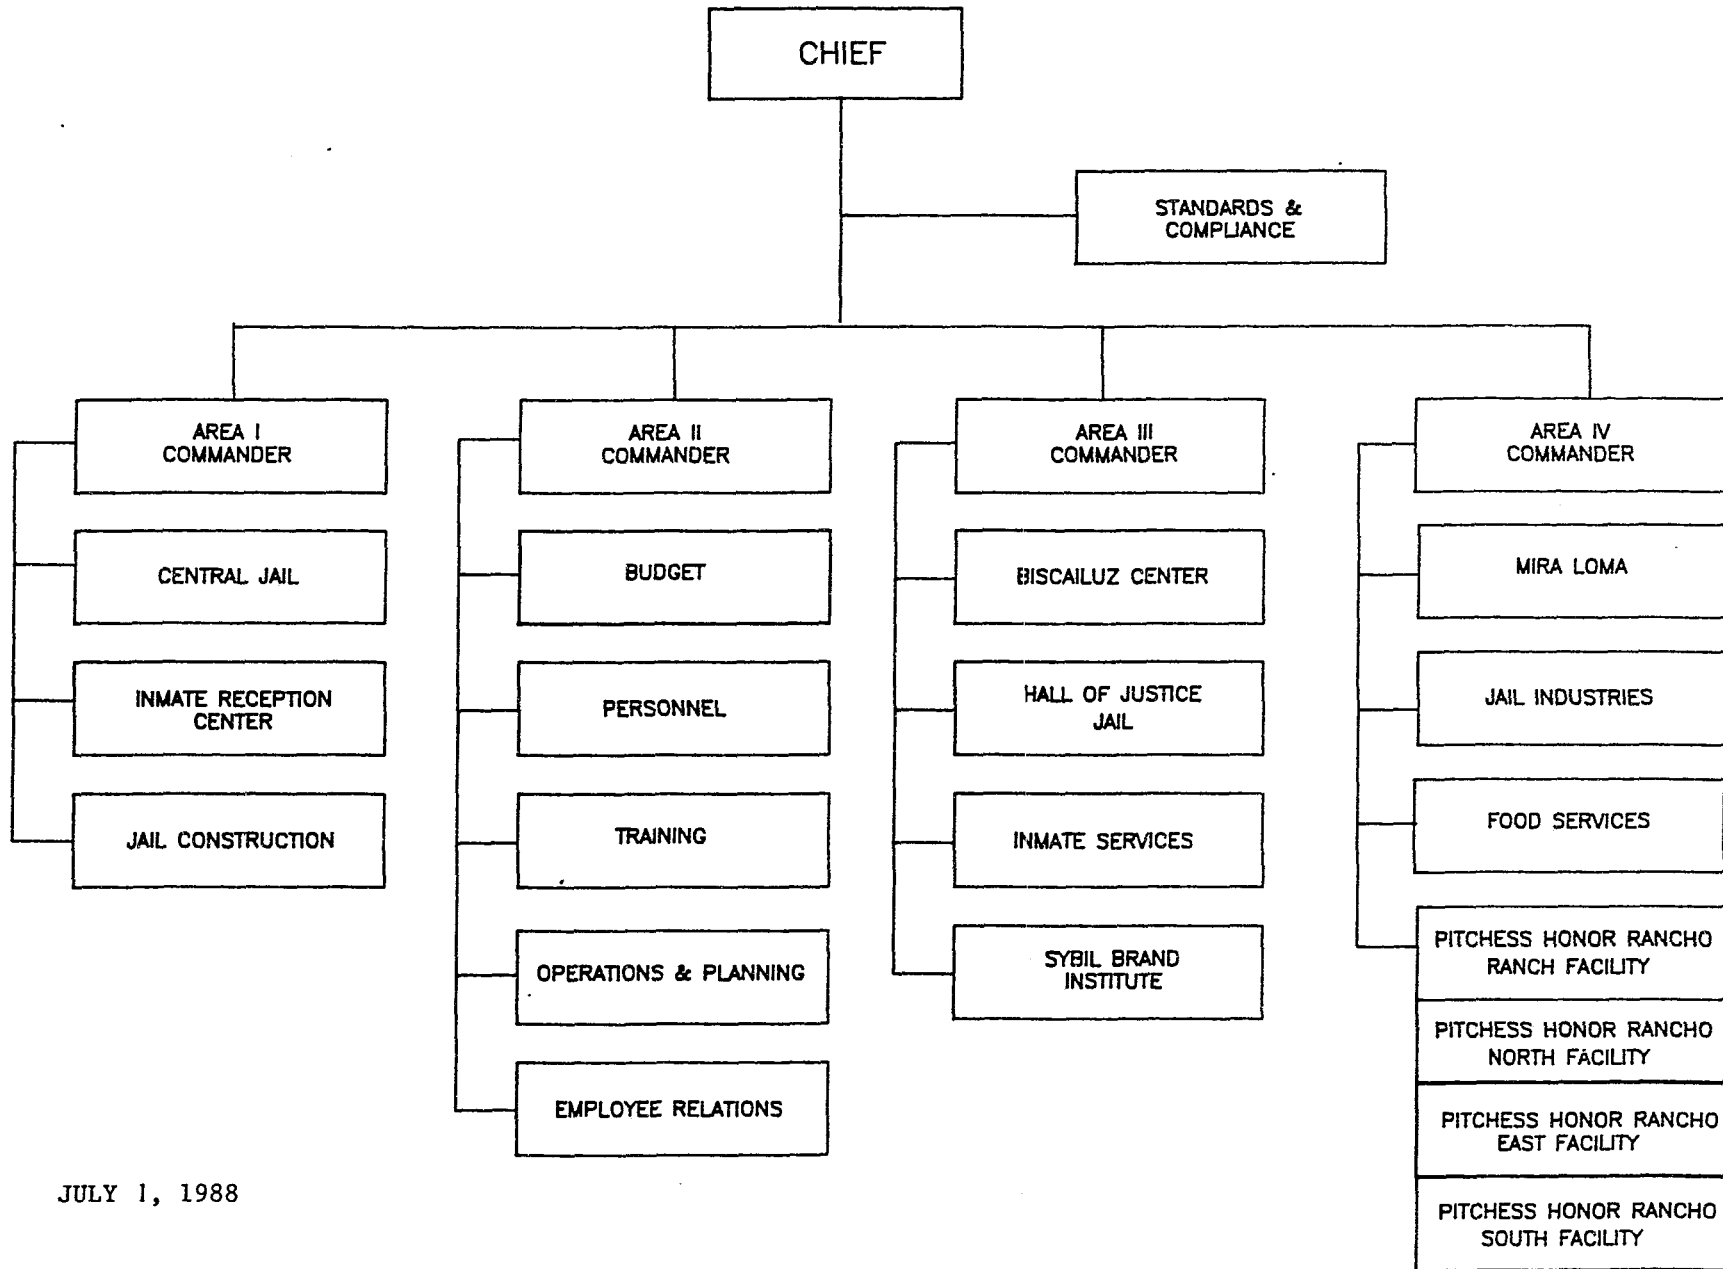 CHIEF
STANDARDS &
COMPLIANCE
AREA I
COMMANDER
CENTRAL JAIL
INMATE RECEPTION
CENTER
JAIL CONSTRUCTION
AREA II
COMMANDER
BUDGET
PERSONNEL
TRAINING
OPERATIONS & PLANNING
EMPLOYEE RELATIONS
AREA III
COMMANDER
BISCAILUZ CENTER
HALL OF JUSTICE
JAIL
INMATE SERVICES
SYBIL BRAND
INSTITUTE
AREA IV
COMMANDER
MIRA LOMA
JAIL INDUSTRIES
FOOD SERVICES
PITCHESS HONOR RANCHO
RANCH FACILITY
PITCHESS HONOR RANCHO
NORTH FACILITY
PITCHESS HONOR RANCHO
EAST FACILITY
PITCHESS HONOR RANCHO
SOUTH FACILITY
JULY 1, 1988